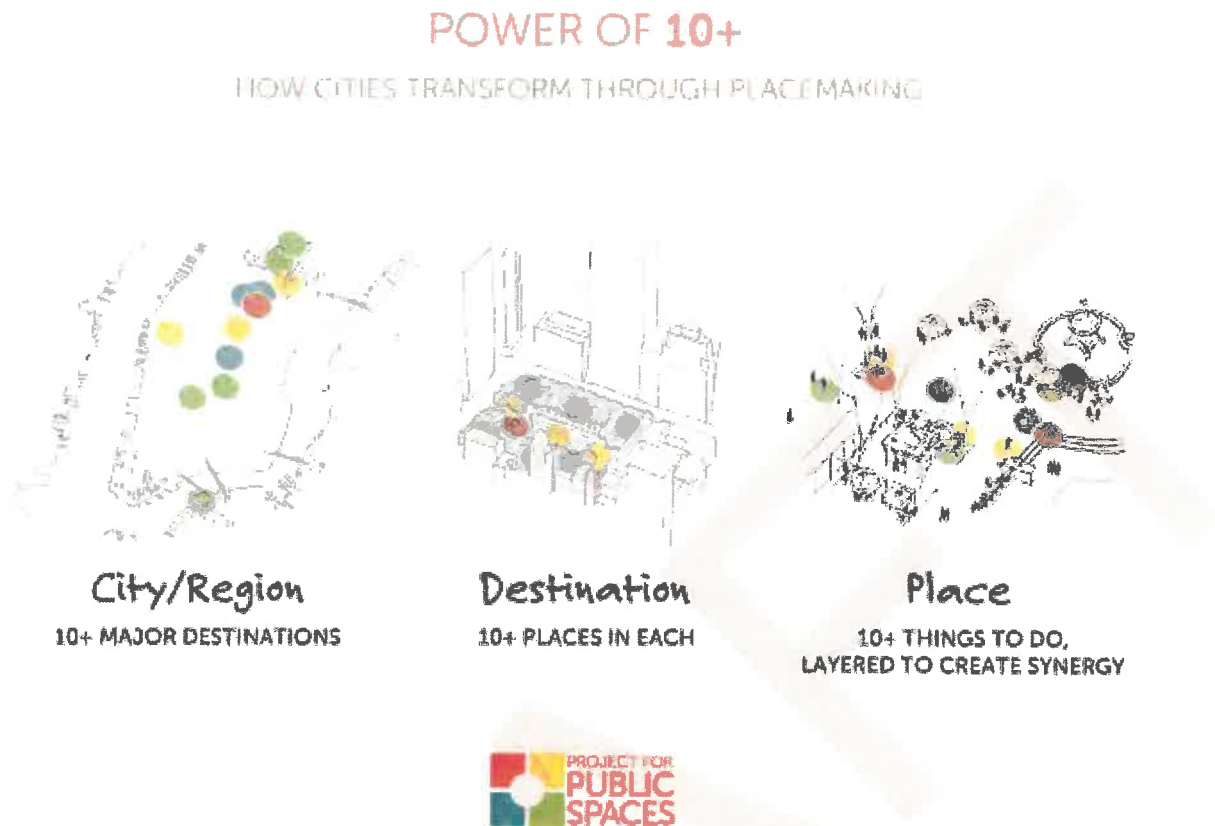 POWER OF 10+
HOW CITIES TRANSFORM THROUGH PLACEMAKING
City/Region
Destination
Place
10+ MAJOR DESTINATIONS
10+ PLACES IN EACH
10+ THINGS TO DO,
LAYERED TO CREATE SYNERGY
PROJECT FOR
PUBLIC
SPACES